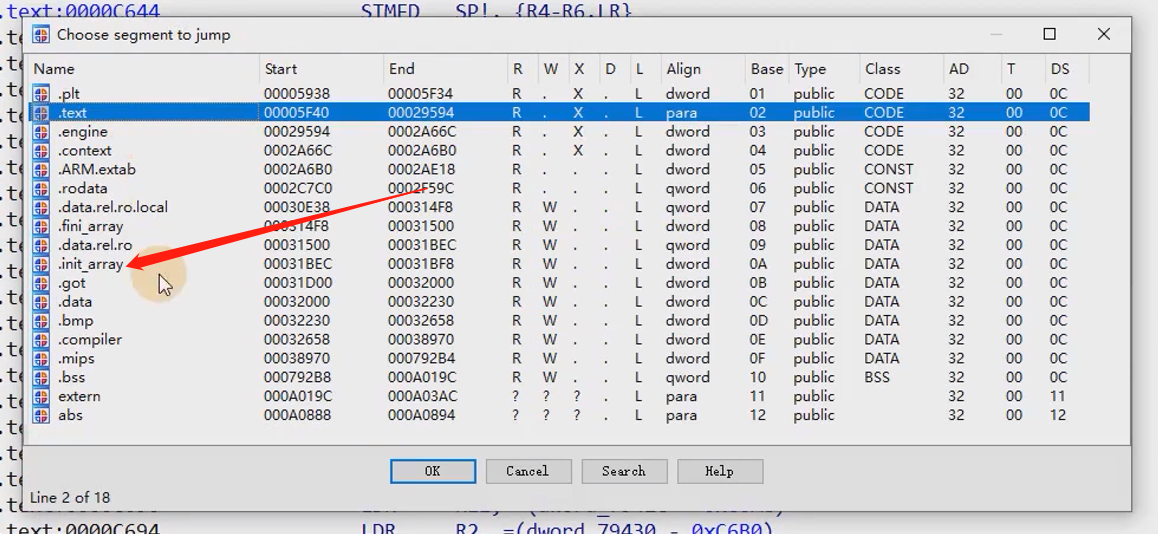 .text:0000C644 STMED SP!, {R4-R6,LR}
Choose segment to jump
Name Start End R W X D L Align Base Type Class AD T DS
.plt 00005938 00005F34 R . X . L dword 01 public CODE 32 00 0C
.text 00005F40 00029594 R . X . L para 02 public CODE 32 00 0C
.engine 00029594 0002A66C R . X . L dword 03 public CODE 32 00 0C
.context 0002A66C 0002A6B0 R . X . L dword 04 public CODE 32 00 0C
.ARM.extab 0002A6B0 0002AE18 R . . . L dword 05 public CONST 32 00 0C
.rodata 0002C7C0 0002F59C R . . . L qword 06 public CONST 32 00 0C
.data.rel.ro.local 00030E38 000314F8 R W . . L qword 07 public DATA 32 00 0C
.fini_array 000314F8 00031500 R W . . L dword 08 public DATA 32 00 0C
.data.rel.ro 00031500 00031BEC R W . . L qword 09 public DATA 32 00 0C
.init_array 00031BEC 00031BF8 R W . . L dword 0A public DATA 32 00 0C
.got 00031D00 00032000 R W . . L dword 0B public DATA 32 00 0C
.data 00032000 00032230 R W . . L dword 0C public DATA 32 00 0C
.bmp 00032230 00032658 R W . . L dword 0D public DATA 32 00 0C
.compiler 00032658 00038970 R W . . L dword 0E public DATA 32 00 0C
.mips 00038970 000792B4 R W . . L dword 0F public DATA 32 00 0C
.bss 000792B8 000A019C R W . . L qword 10 public BSS 32 00 0C
extern 000A019C 000A03AC ? ? ? . L para 11 public 32 00 11
abs 000A0888 000A0894 ? ? ? . L para 12 public 32 00 12
OK Cancel Search Help
Line 2 of 18
.text:0000C694 LDR R2, =(dword_79430 - 0xC6B0)